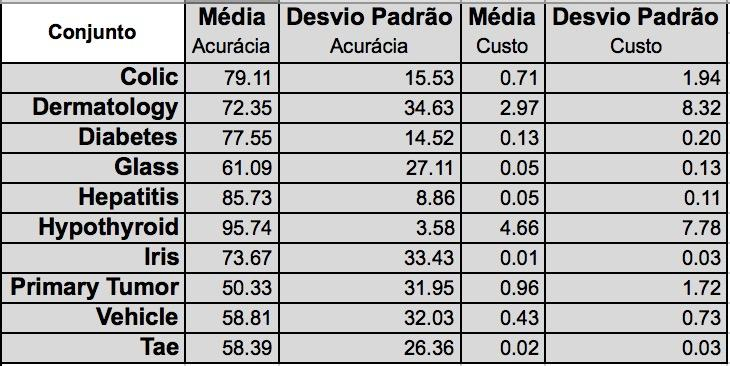 Conjunto Média Desvio Padrão Média Desvio Padrão
Acurácia Acurácia Custo Custo
Colic 79.11 15.53 0.71 1.94
Dermatology 72.35 34.63 2.97 8.32
Diabetes 77.55 14.52 0.13 0.20
Glass 61.09 27.11 0.05 0.13
Hepatitis 85.73 8.86 0.05 0.11
Hypothyroid 95.74 3.58 4.66 7.78
Iris 73.67 33.43 0.01 0.03
Primary Tumor 50.33 31.95 0.96 1.72
Vehicle 58.81 32.03 0.43 0.73
Tae 58.39 26.36 0.02 0.03